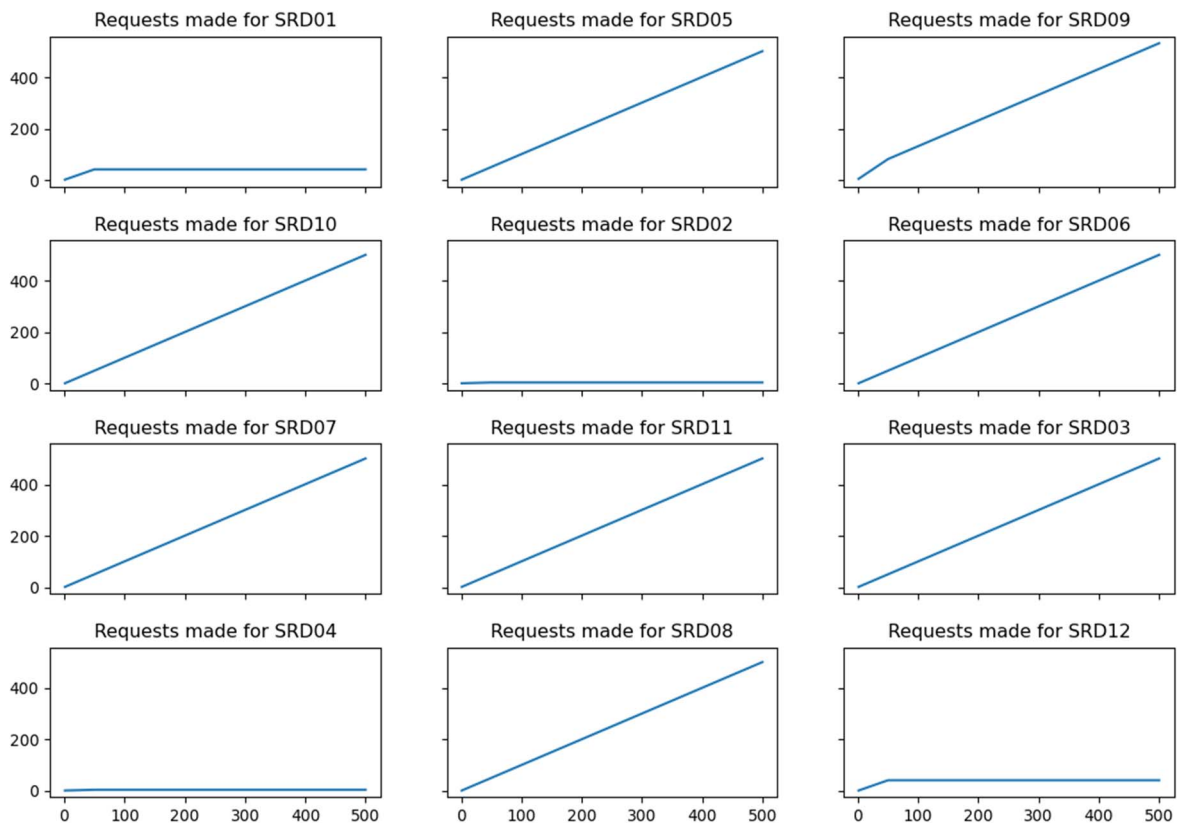 Requests made for SRD01
Requests made for SRD05
Requests made for SRD09
400
200
0
Requests made for SRD10
Requests made for SRD02
Requests made for SRD06
400
200
0
Requests made for SRD07
Requests made for SRD11
Requests made for SRD03
400
200
0
Requests made for SRD04
Requests made for SRD08
Requests made for SRD12
400
200
0
0 100 200 300 400 500
0 100 200 300 400 500
0 100 200 300 400 500